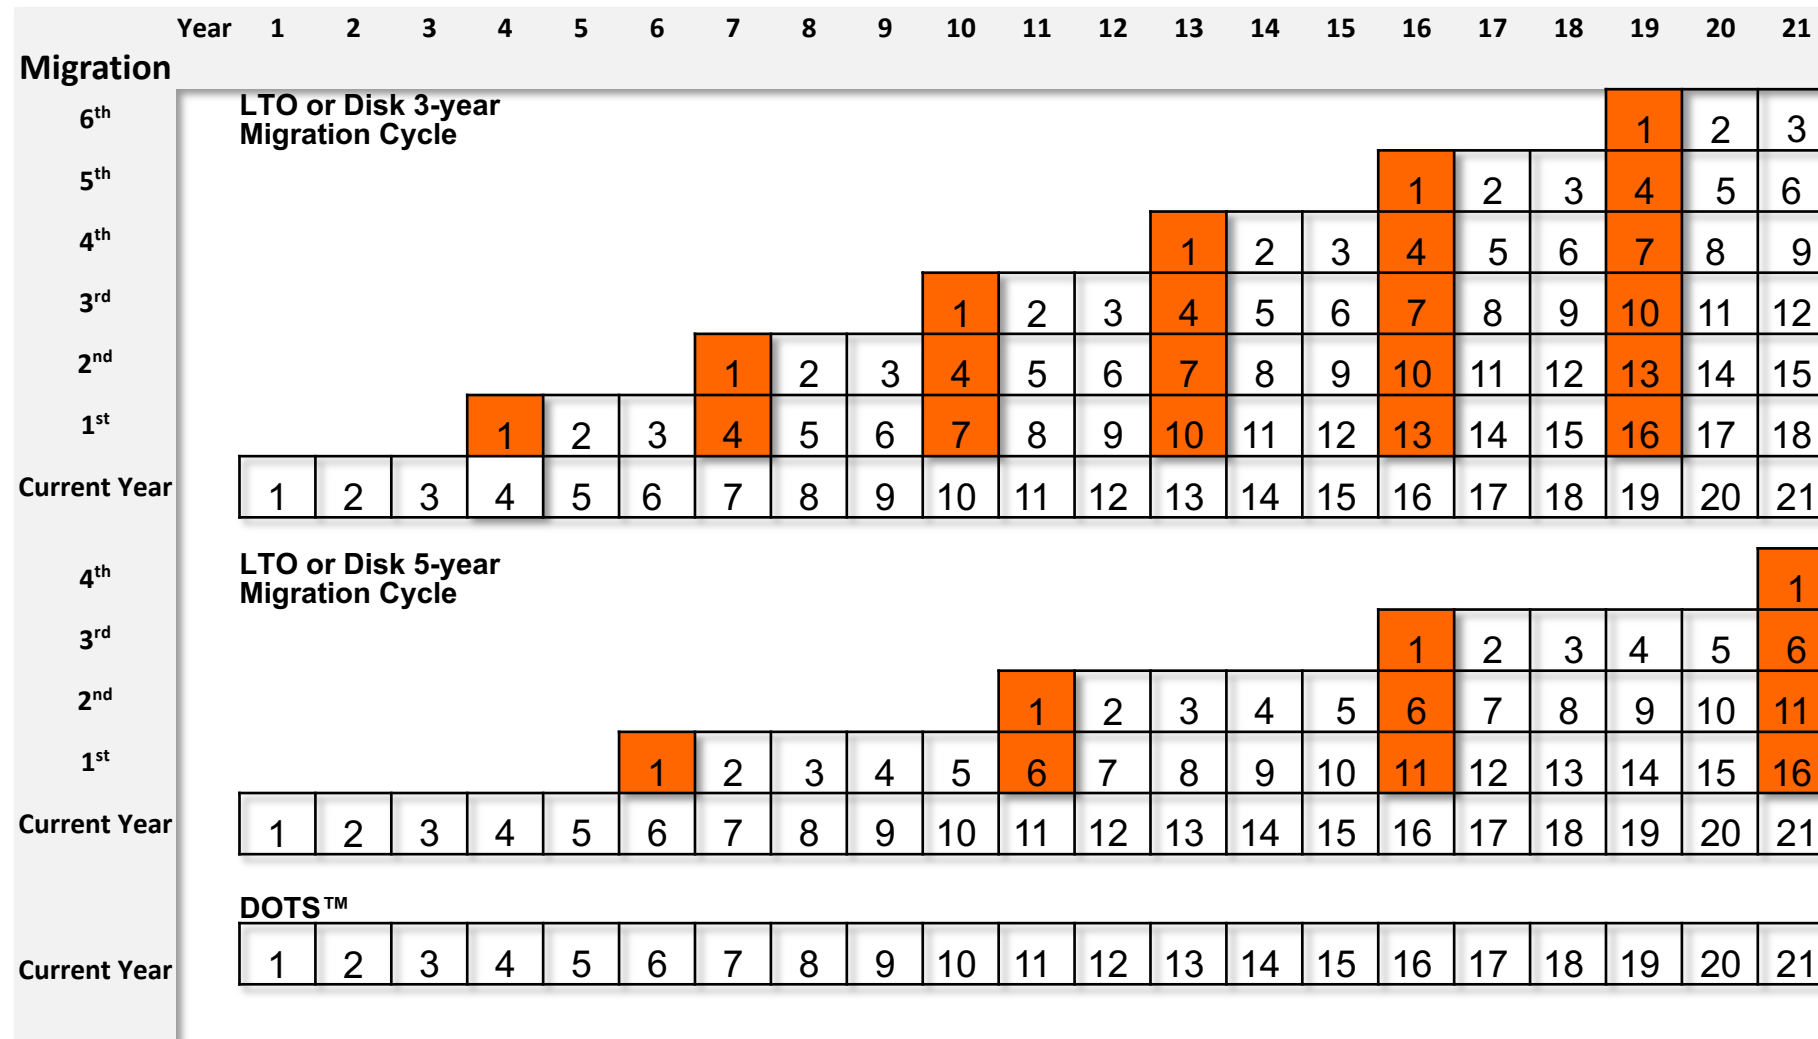 Year 1 2 3 4 5 6 7 8 9 10 11 12 13 14 15 16 17 18 19 20 21
Migration
LTO or Disk 3-year
Migration Cycle
6th 1 2 3
5th 1 2 3 4 5 6
4th 1 2 3 4 5 6 7 8 9
3rd 1 2 3 4 5 6 7 8 9 10 11 12
2nd 1 2 3 4 5 6 7 8 9 10 11 12 13 14 15
1st 1 2 3 4 5 6 7 8 9 10 11 12 13 14 15 16 17 18
Current Year 1 2 3 4 5 6 7 8 9 10 11 12 13 14 15 16 17 18 19 20 21
LTO or Disk 5-year
Migration Cycle
4th 1
3rd 1 2 3 4 5 6
2nd 1 2 3 4 5 6 7 8 9 10 11
1st 1 2 3 4 5 6 7 8 9 10 11 12 13 14 15 16
Current Year 1 2 3 4 5 6 7 8 9 10 11 12 13 14 15 16 17 18 19 20 21
DOTS™
Current Year 1 2 3 4 5 6 7 8 9 10 11 12 13 14 15 16 17 18 19 20 21